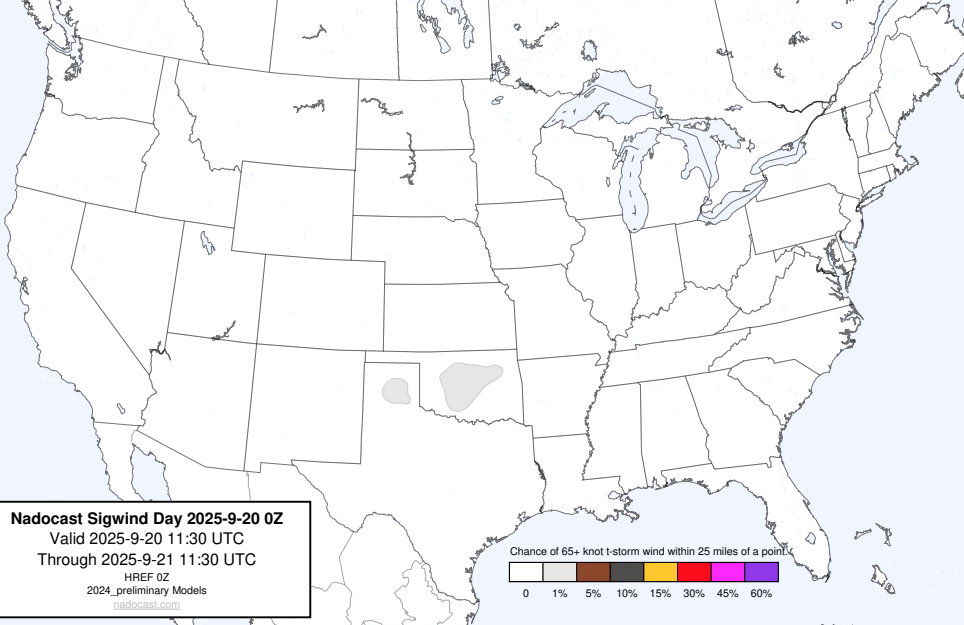 Nadocast Sigwind Day 2025-9-20 0Z
Valid 2025-9-20 11:30 UTC
Through 2025-9-21 11:30 UTC
HREF 0Z
2024_preliminary Models
nadocast.com
Chance of 65+ knot t-storm wind within 25 miles of a point.
0 1% 5% 10% 15% 30% 45% 60%